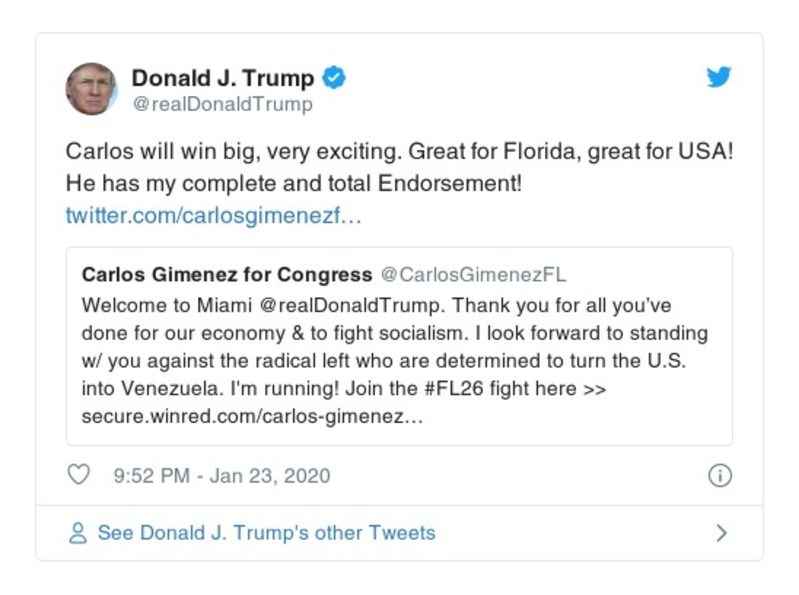 Donald J. Trump
@realDonaldTrump
Carlos will win big, very exciting. Great for Florida, great for USA!
He has my complete and total Endorsement!
twitter.com/carlosgimenezf…
Carlos Gimenez for Congress @CarlosGimenezFL
Welcome to Miami @realDonaldTrump. Thank you for all you’ve
done for our economy & to fight socialism. I look forward to standing
w/ you against the radical left who are determined to turn the U.S.
into Venezuela. I'm running! Join the #FL26 fight here >>
secure.winred.com/carlos-gimenez…
9:52 PM - Jan 23, 2020
See Donald J. Trump's other Tweets